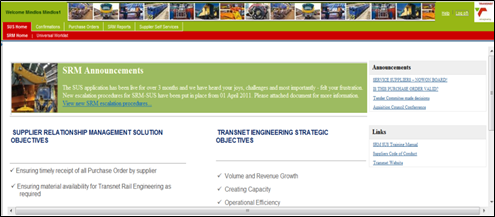 Welcome Sibusiso Mkwebane
Help Log Off
SUS Home Confirmations Purchase Orders SRM Reports Supplier Self Services
SRM Home Universal Worklist
SRM Announcements
The SUS application has been live for over 3 months and we have heard your joys, challenges and most importantly - felt your frustration.
New escalation procedures for SRM-SUS have been put in place from 01 April 2011. Please attached document for more information.
View new SRM escalation procedures...
Announcements
SERVICE SUPPLIERS - NOW ON BOARD!
IS THE PURCHASE ORDER VALID?
Tender Committee made decisions
Links
SRM SUS Training Manual
Suppliers Code of Conduct
Transnet Website
SUPPLIER RELATIONSHIP MANAGEMENT SOLUTION
OBJECTIVES
TRANSNET ENGINEERING STRATEGIC
OBJECTIVES
✓ Ensuring timely receipt of all Purchase Order by supplier
✓ Ensuring material availability for Transnet Rail Engineering as
required
✓ Volume and Revenue Growth
✓ Creating Capacity
✓ Operational Efficiency